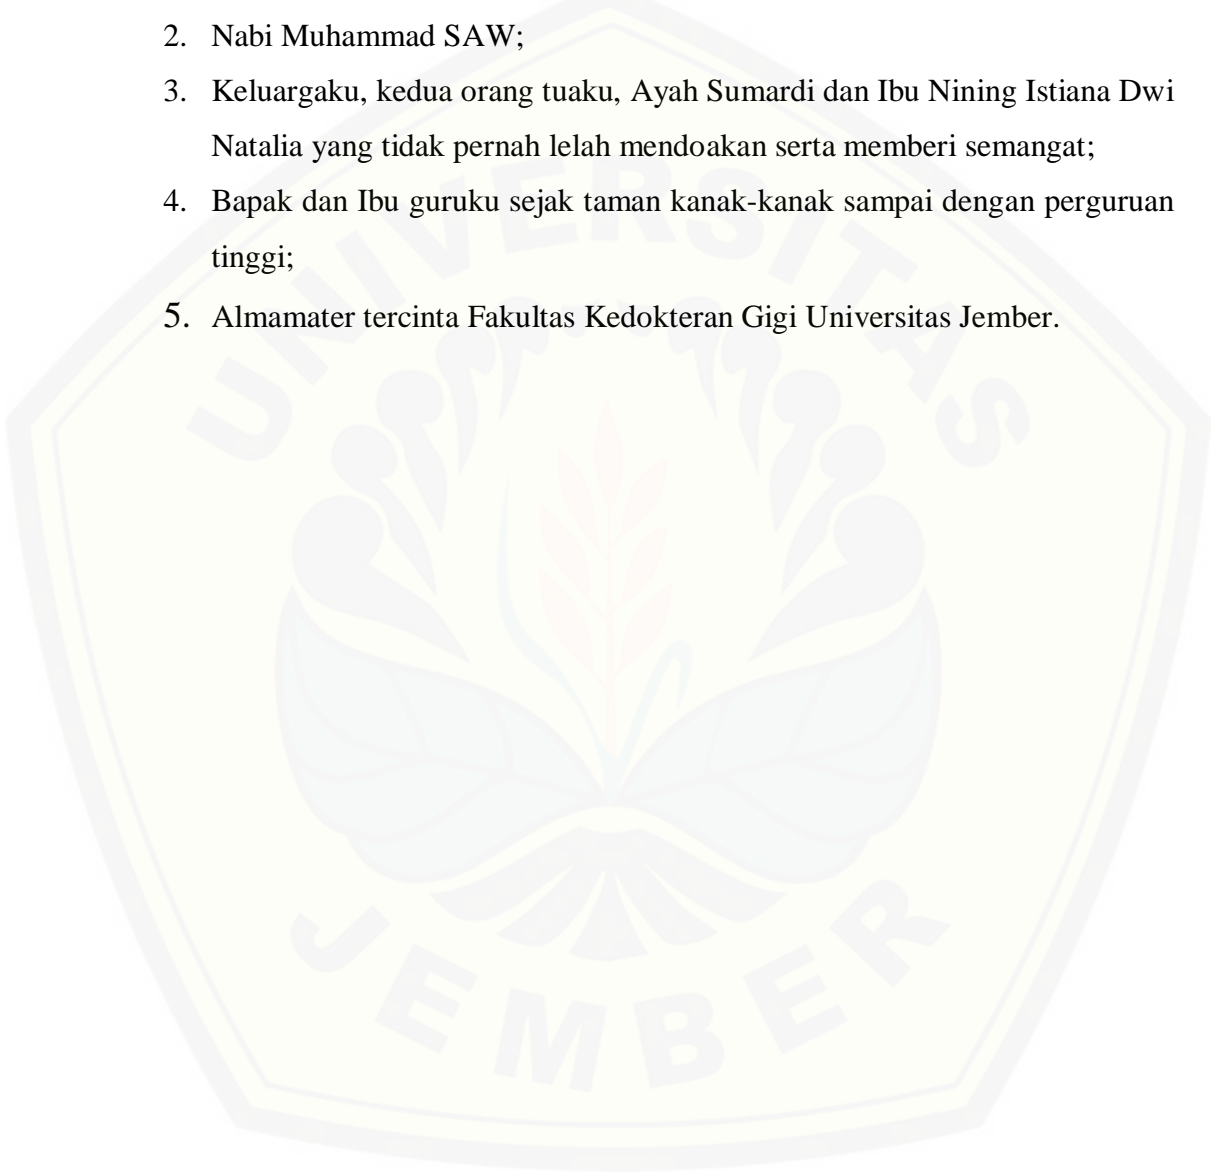 2. Nabi Muhammad SAW;
3. Keluargaku, kedua orang tuaku, Ayah Sumardi dan Ibu Nining Istiana Dwi
Natalia yang tidak pernah lelah mendoakan serta memberi semangat;
4. Bapak dan Ibu guruku sejak taman kanak-kanak sampai dengan perguruan
tinggi;
5. Almamater tercinta Fakultas Kedokteran Gigi Universitas Jember.
UNIVERSITAS
JEMBER